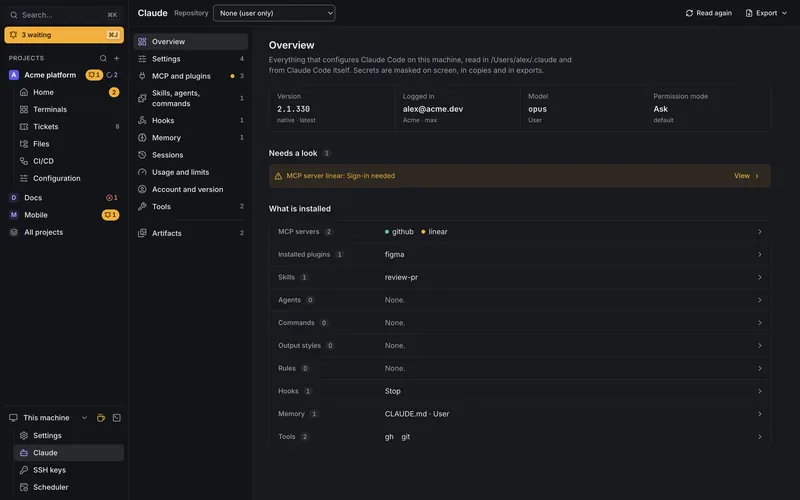 Search... ⌘K
3 waiting ⌘J
PROJECTS
A Acme platform 1 2
Home 2
Terminals
Tickets 8
Files
CI/CD
Configuration
D Docs 1
M Mobile 1
All projects
This machine
Settings
Claude
SSH keys
Scheduler
Claude Repository None (user only) Read again Export
Overview
Settings 4
MCP and plugins 3
Skills, agents,
commands 1
Hooks 1
Memory 1
Sessions
Usage and limits
Account and version
Tools 2
Artifacts 2
Overview
Everything that configures Claude Code on this machine, read in /Users/alex/.claude and
from Claude Code itself. Secrets are masked on screen, in copies and in exports.
Version Logged in Model Permission mode
2.1.330 alex@acme.dev opus Ask
native · latest Acme · max User default
Needs a look 1
MCP server linear: Sign-in needed View
What is installed
MCP servers 2 github linear
Installed plugins 1 figma
Skills 1 review-pr
Agents 0 None.
Commands 0 None.
Output styles 0 None.
Rules 0 None.
Hooks 1 Stop
Memory 1 CLAUDE.md · User
Tools 2 gh git